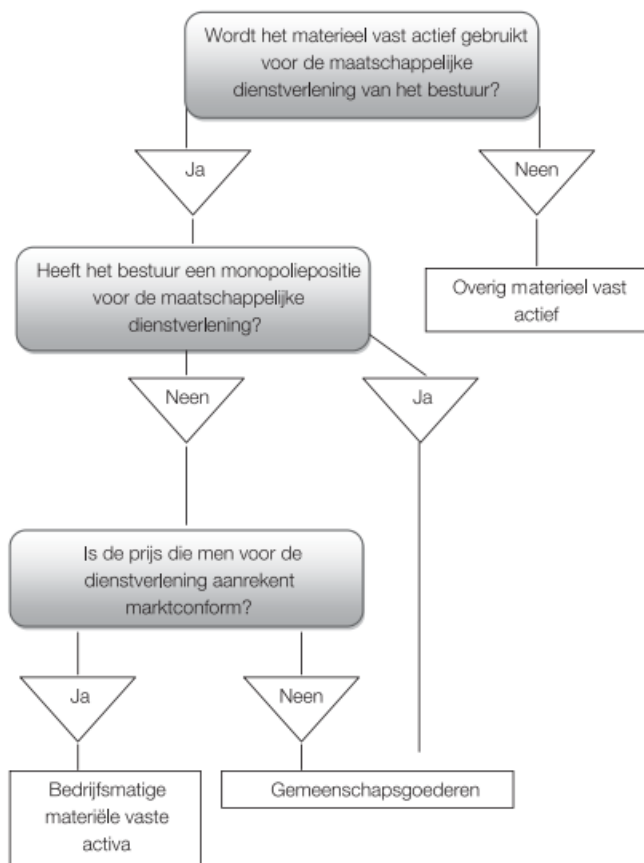 Wordt het materieel vast actief gebruikt
voor de maatschappelijke
dienstverlening van het bestuur?
Ja
Neen
Heeft het bestuur een monopoliepositie
voor de maatschappelijke
dienstverlening?
Overig materieel vast
actief
Neen
Ja
Is de prijs die men voor de
dienstverlening aanrekent
marktconform?
Ja
Neen
Bedrijfsmatige
materiële vaste
activa
Gemeenschapsgoederen